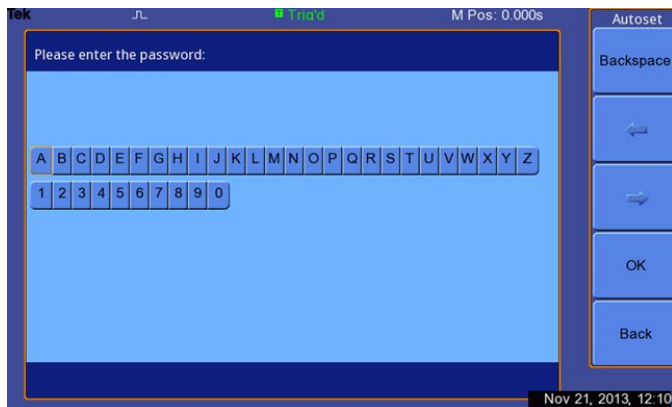 Tek Trig'd M Pos: 0.000s
Autoset
Please enter the password:
Backspace
A B C D E F G H I J K L M N O P Q R S T U V W X Y Z
1 2 3 4 5 6 7 8 9 0
OK
Back
Nov 21, 2013, 12:10